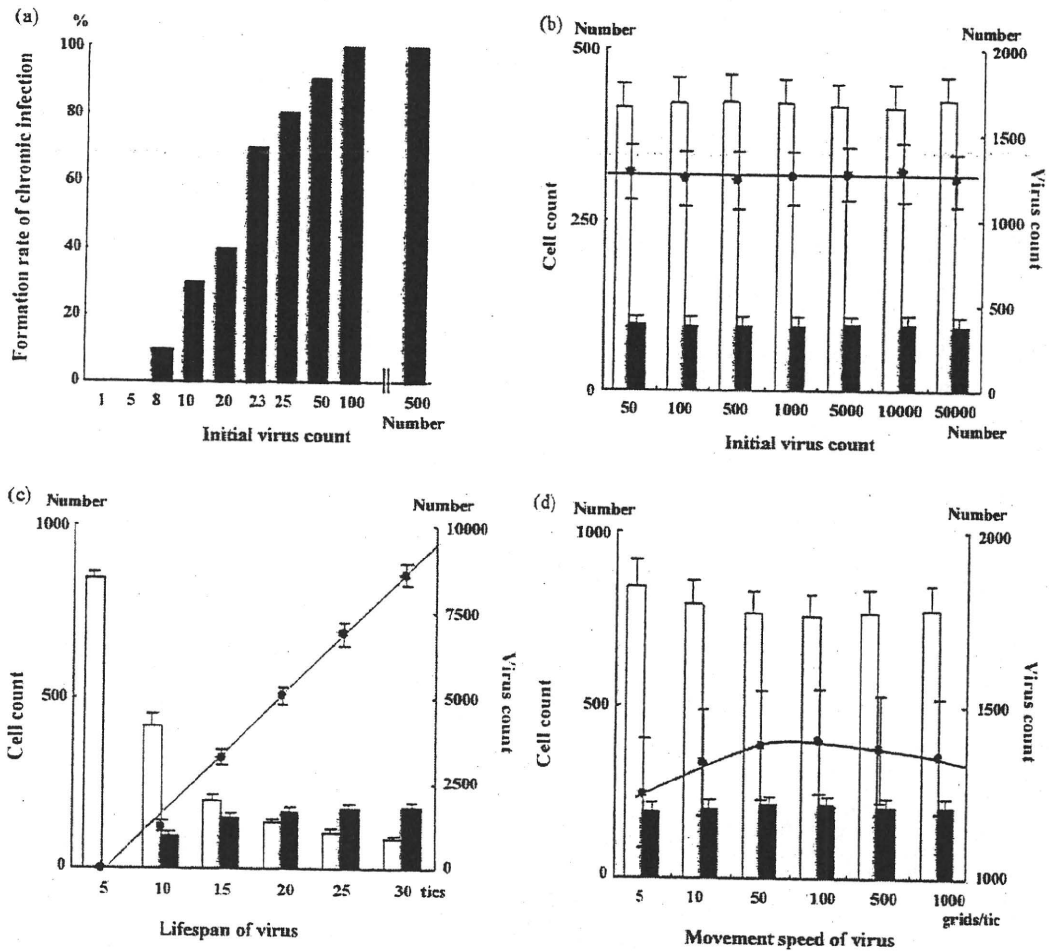 (a)
%
100
80
60
40
20
0
Formation rate of chromic infection
1 5 8 10 20 23 25 50 100 500
Number
Initial virus count
(b)
Number Number
500
250
0
2000
1500
1000
500
0
Cell count
Virus count
50 100 500 1000 5000 10000 50000
Number
Initial virus count
(c)
Number Number
1000
500
0
10000
7500
5000
2500
0
Cell count
Virus count
5 10 15 20 25 30 tics
Lifespan of virus
(d)
Number Number
1000
500
0
2000
1500
1000
Cell count
Virus count
5 10 50 100 500 1000
grids/tic
Movement speed of virus